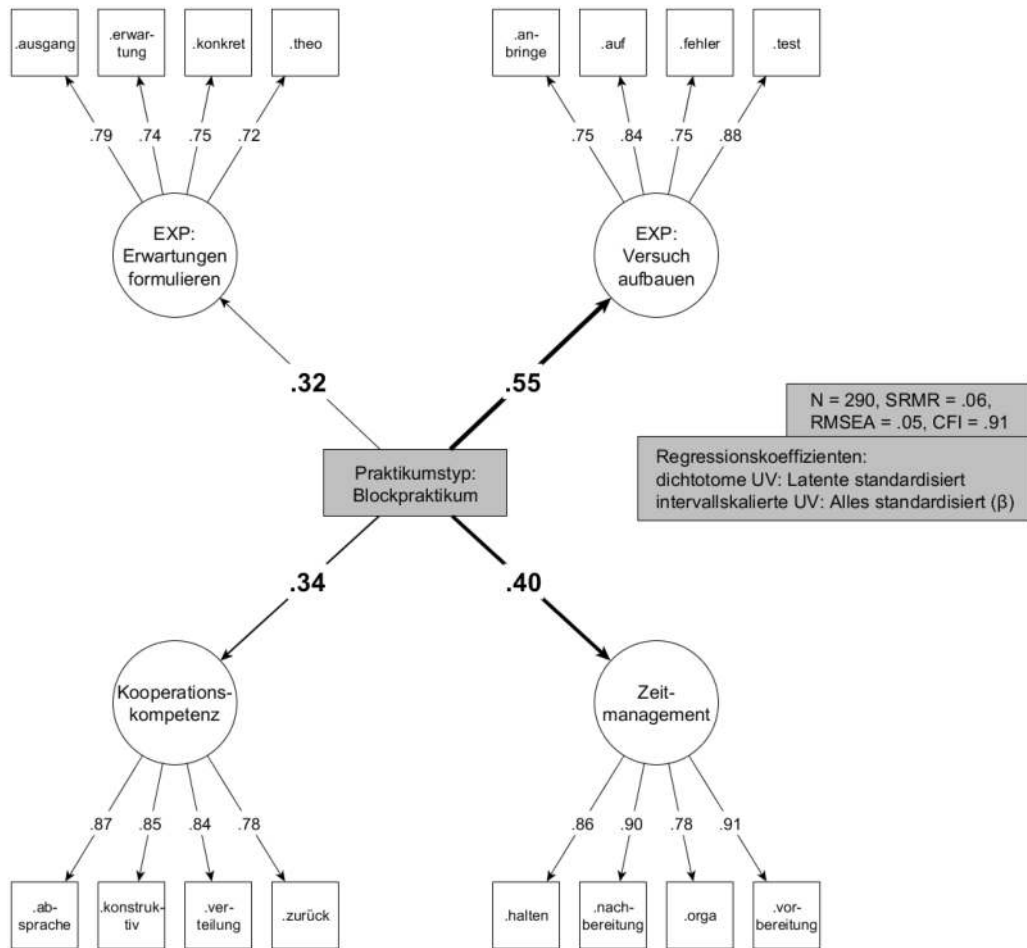 .ausgang
.erwar-
tung
.konkret
.theo
.an-
bringe
.auf
.fehler
.test
.79
.74
.75
.72
.75
.84
.75
.88
EXP:
Erwartungen
formulieren
EXP:
Versuch
aufbauen
.32
.55
N = 290, SRMR = .06,
RMSEA = .05, CFI = .91
Praktikumstyp:
Blockpraktikum
Regressionskoeffizienten:
dichtotome UV: Latente standardisiert
intervallskalierte UV: Alles standardisiert (β)
.34
.40
Kooperations-
kompetenz
Zeit-
management
.87
.85
.84
.78
.86
.90
.78
.91
.ab-
sprache
.konstruk-
tiv
.ver-
teilung
.zurück
.halten
.nach-
bereitung
.orga
.vor-
bereitung